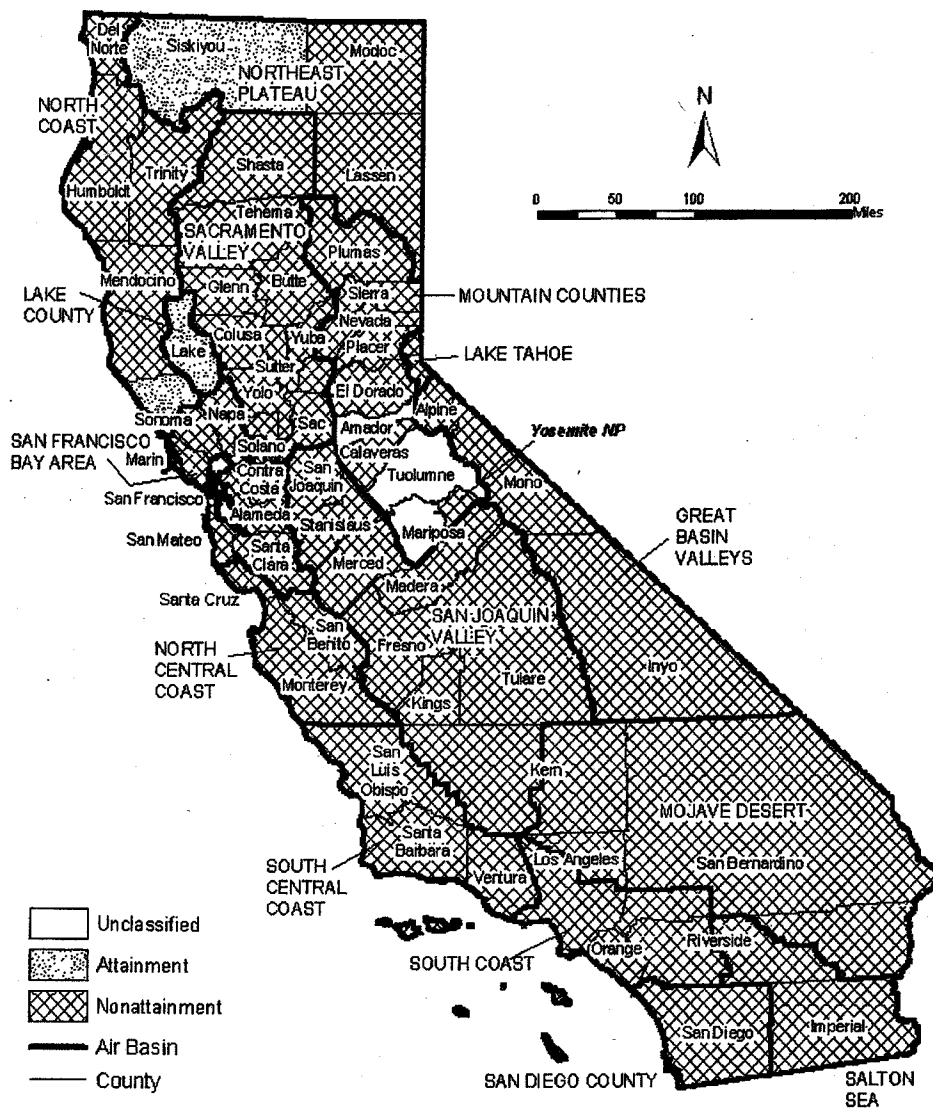 Del
Norte
Siskiyou
Modoc
NORTHEAST
PLATEAU
NORTH
COAST
N
Humboldt
Trinity
Shasta
Lassen
0 50 100 200
Miles
Tehema
SACRAMENTO
VALLEY
Plumas
Mendocino
Glenn
Butte
Sierra
MOUNTAIN COUNTIES
LAKE
COUNTY
Nevada
Colusa
Yuba
Placer
Lake
LAKE TAHOE
Sutter
Yolo
El Dorado
Alpine
Sonoma
Napa
Sac
Amador
Yosemite NP
Solano
Calaveras
SAN FRANCISCO
BAY AREA
Marin
Contra
Costa
San
Joaquin
Tuolumne
Mono
San Francisco
Alameda
Stanislaus
GREAT
BASIN
VALLEYS
San Mateo
Mariposa
Santa
Clara
Merced
Madera
Santa Cruz
San
Benito
SAN JOAQUIN
VALLEY
Fresno
NORTH
CENTRAL
COAST
Inyo
Tulare
Monterey
Kings
San
Luis
Obispo
Kern
MOJAVE DESERT
Santa
Barbara
Los Angeles
San Bernardino
SOUTH
CENTRAL
COAST
Ventura
Unclassified
Orange
Riverside
SOUTH COAST
Attainment
Nonattainment
San Diego
Imperial
Air Basin
County
SAN DIEGO COUNTY
SALTON
SEA